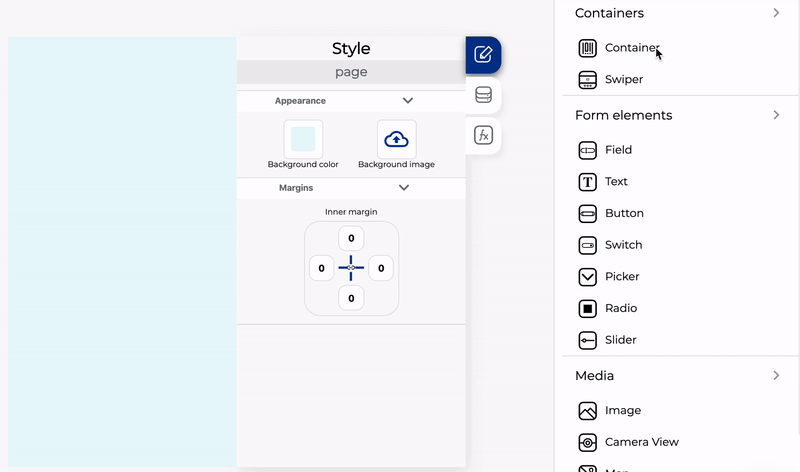 Style
page
Appearance
Background color
Background image
Margins
Inner margin
0
0
0
0
fx
Containers
Container
Swiper
Form elements
Field
T Text
Button
Switch
Picker
Radio
Slider
Media
Image
Camera View